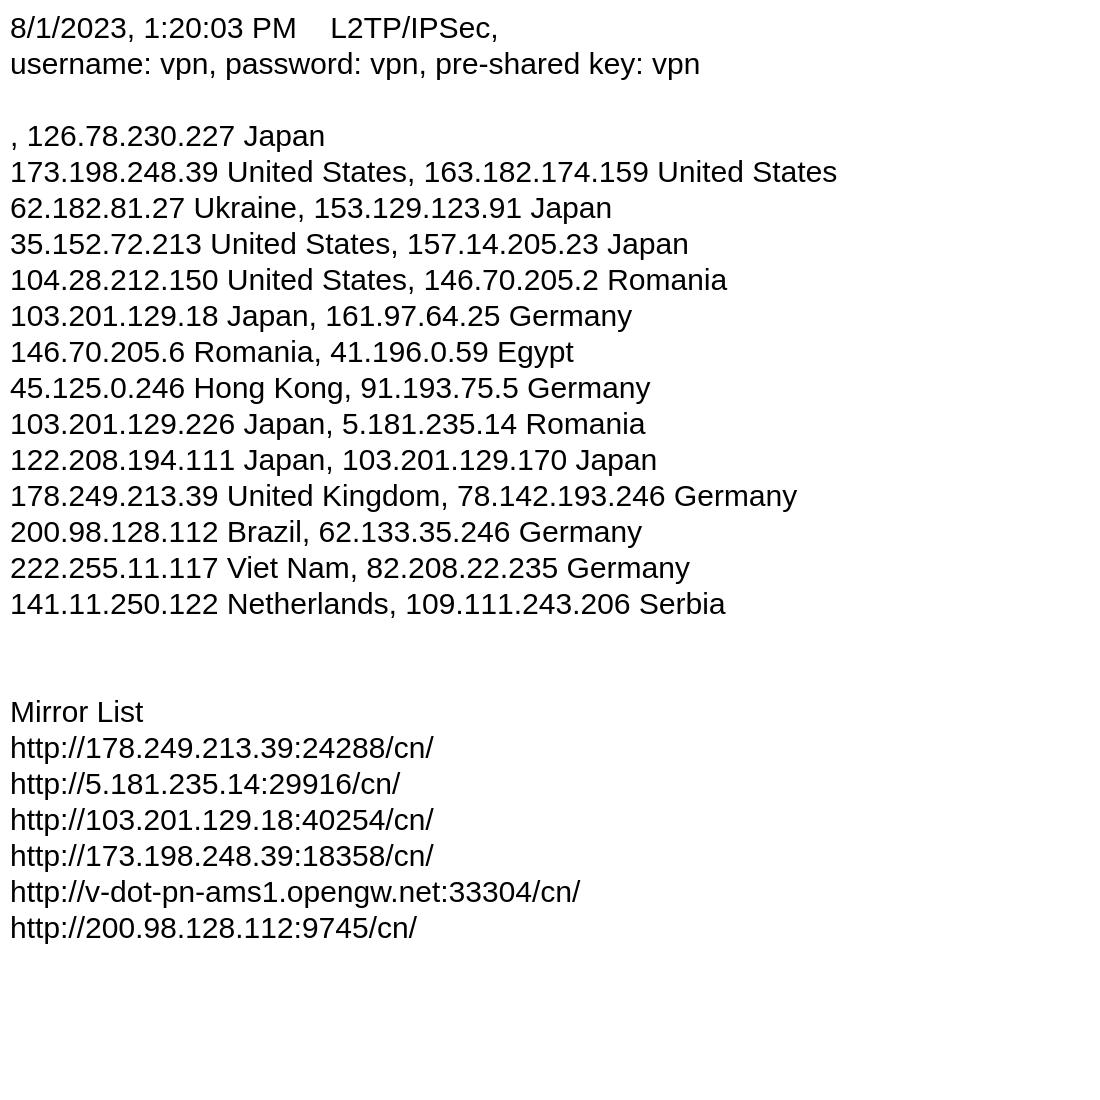 8/1/2023, 1:20:03 PM    L2TP/IPSec,
username: vpn, password: vpn, pre-shared key: vpn
, 126.78.230.227 Japan
173.198.248.39 United States, 163.182.174.159 United States
62.182.81.27 Ukraine, 153.129.123.91 Japan
35.152.72.213 United States, 157.14.205.23 Japan
104.28.212.150 United States, 146.70.205.2 Romania
103.201.129.18 Japan, 161.97.64.25 Germany
146.70.205.6 Romania, 41.196.0.59 Egypt
45.125.0.246 Hong Kong, 91.193.75.5 Germany
103.201.129.226 Japan, 5.181.235.14 Romania
122.208.194.111 Japan, 103.201.129.170 Japan
178.249.213.39 United Kingdom, 78.142.193.246 Germany
200.98.128.112 Brazil, 62.133.35.246 Germany
222.255.11.117 Viet Nam, 82.208.22.235 Germany
141.11.250.122 Netherlands, 109.111.243.206 Serbia
Mirror List
http://178.249.213.39:24288/cn/
http://5.181.235.14:29916/cn/
http://103.201.129.18:40254/cn/
http://173.198.248.39:18358/cn/
http://v-dot-pn-ams1.opengw.net:33304/cn/
http://200.98.128.112:9745/cn/